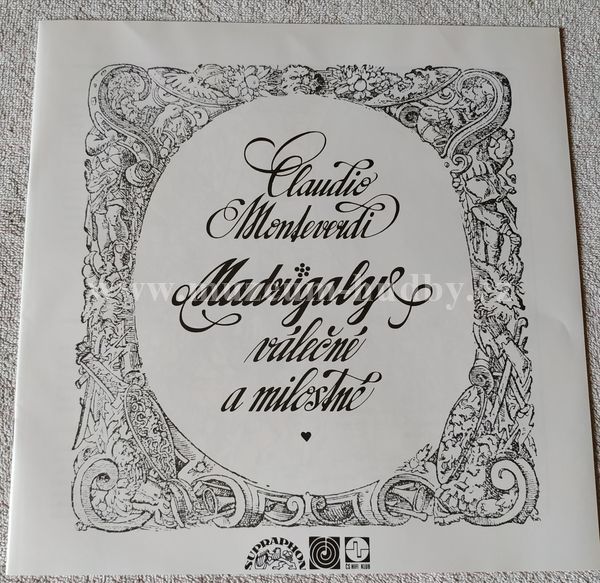 Claudio
Monteverdi
Madrigaly
válečné
a milostné
SUPRAPHON
ČS HIFI KLUB